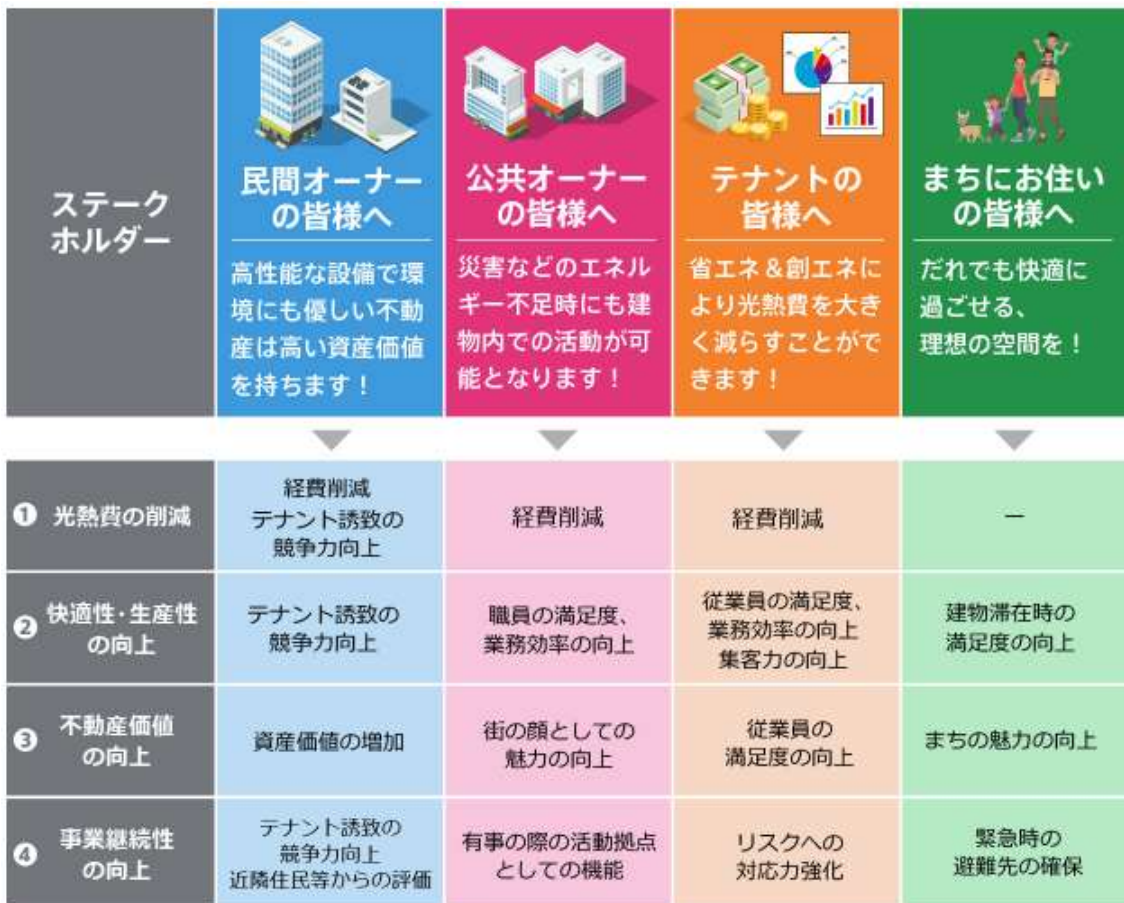 ステーク
ホルダー
民間オーナー
の皆様へ
高性能な設備で環
境にも優しい不動
産は高い資産価値
を持ちます！
公共オーナー
の皆様へ
災害などのエネル
ギー不足時にも建
物内での活動が可
能となります！
テナントの
皆様へ
省エネ＆創エネに
より光熱費を大き
く減らすことがで
きます！
まちにお住い
の皆様へ
だれでも快適に
過ごせる、
理想の空間を！
❶ 光熱費の削減
経費削減
テナント誘致の
競争力向上
経費削減
経費削減
ー
❷ 快適性・生産性
の向上
テナント誘致の
競争力向上
職員の満足度、
業務効率の向上
従業員の満足度、
業務効率の向上
集客力の向上
建物滞在時の
満足度の向上
❸ 不動産価値
の向上
資産価値の増加
街の顔としての
魅力の向上
従業員の
満足度の向上
まちの魅力の向上
❹ 事業継続性
の向上
テナント誘致の
競争力向上
近隣住民等からの評価
有事の際の活動拠点
としての機能
リスクへの
対応力強化
緊急時の
避難先の確保